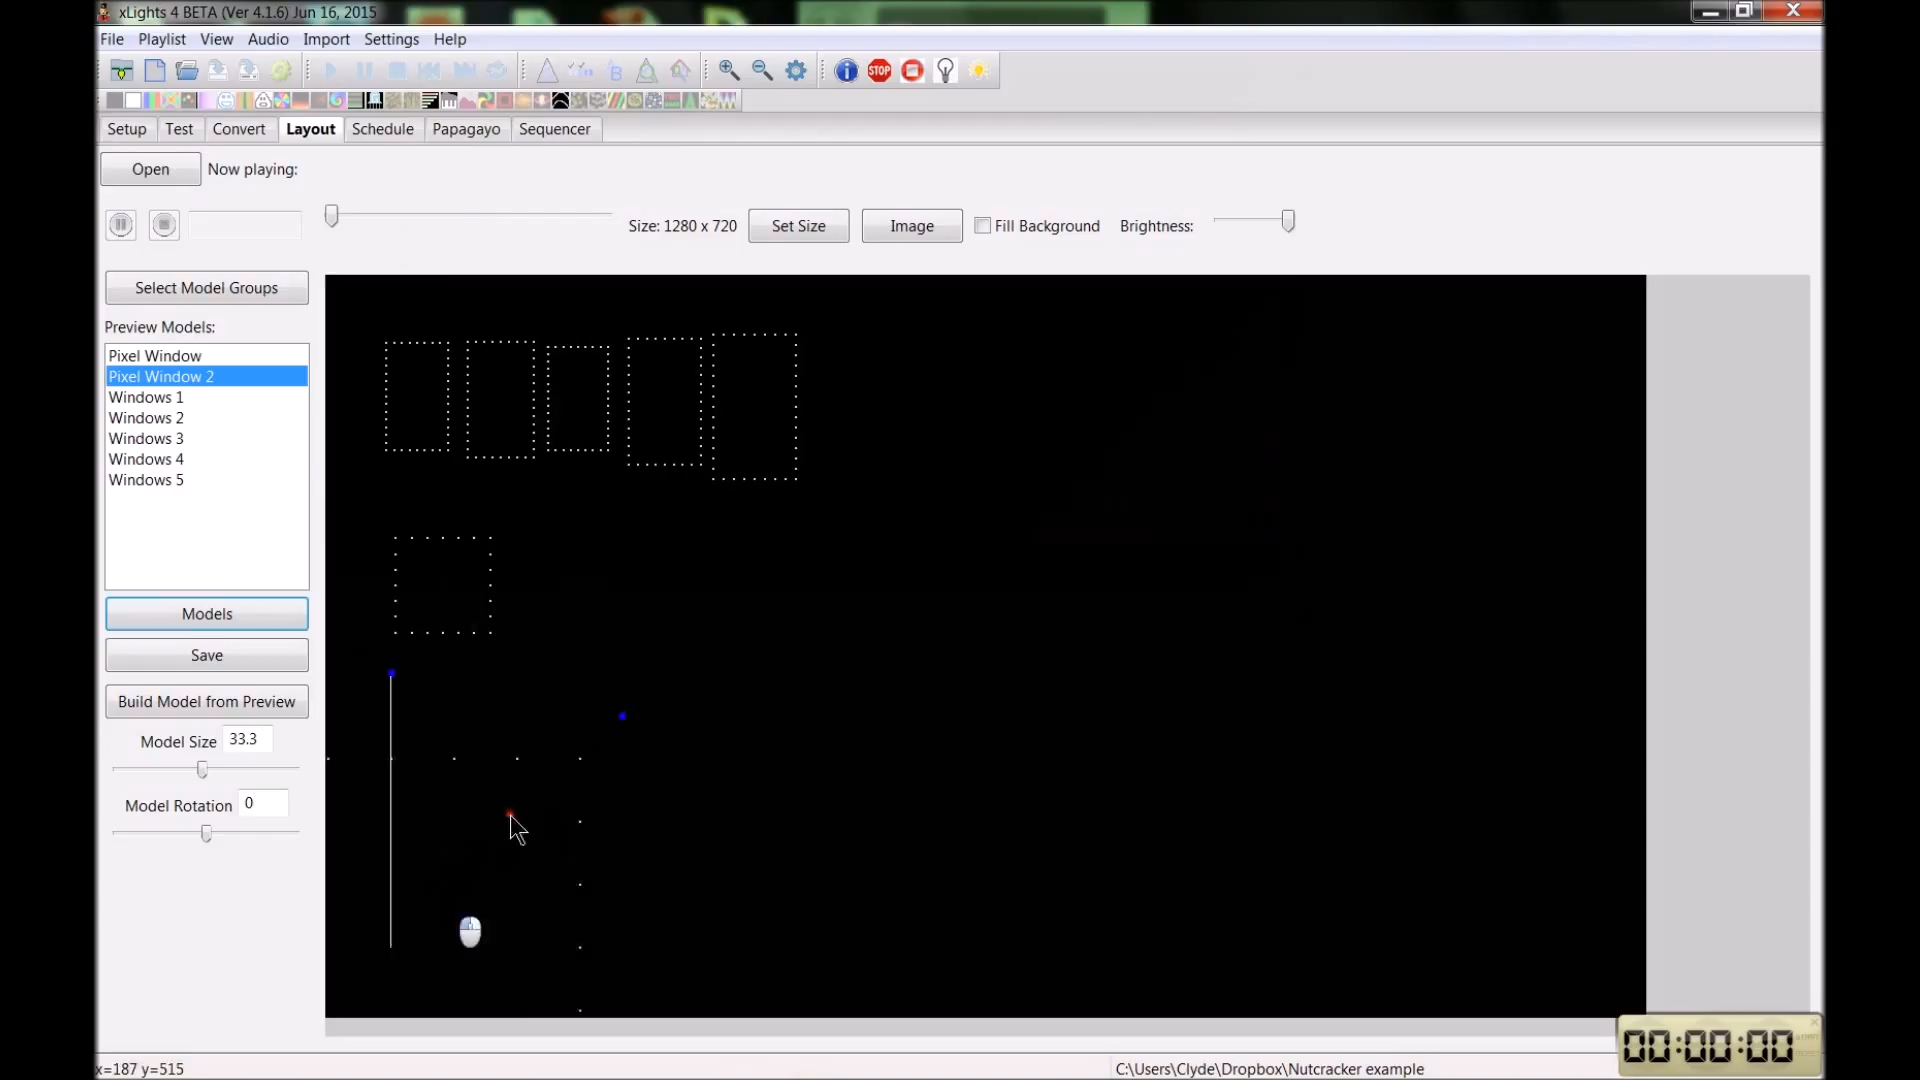 xLights 4 BETA (Ver 4.1.6) Jun 16, 2015
File Playlist View Audio Import Settings Help
STOP
Setup Test Convert Layout Schedule Papagayo Sequencer
Open Now playing:
Size: 1280 x 720 Set Size Image Fill Background Brightness:
Select Model Groups
Preview Models:
Pixel Window
Pixel Window 2
Windows 1
Windows 2
Windows 3
Windows 4
Windows 5
Models
Save
Build Model from Preview
Model Size 33.3
Model Rotation 0
00:00:00
x=187 y=515 C:\Users\Clyde\Dropbox\Nutcracker example